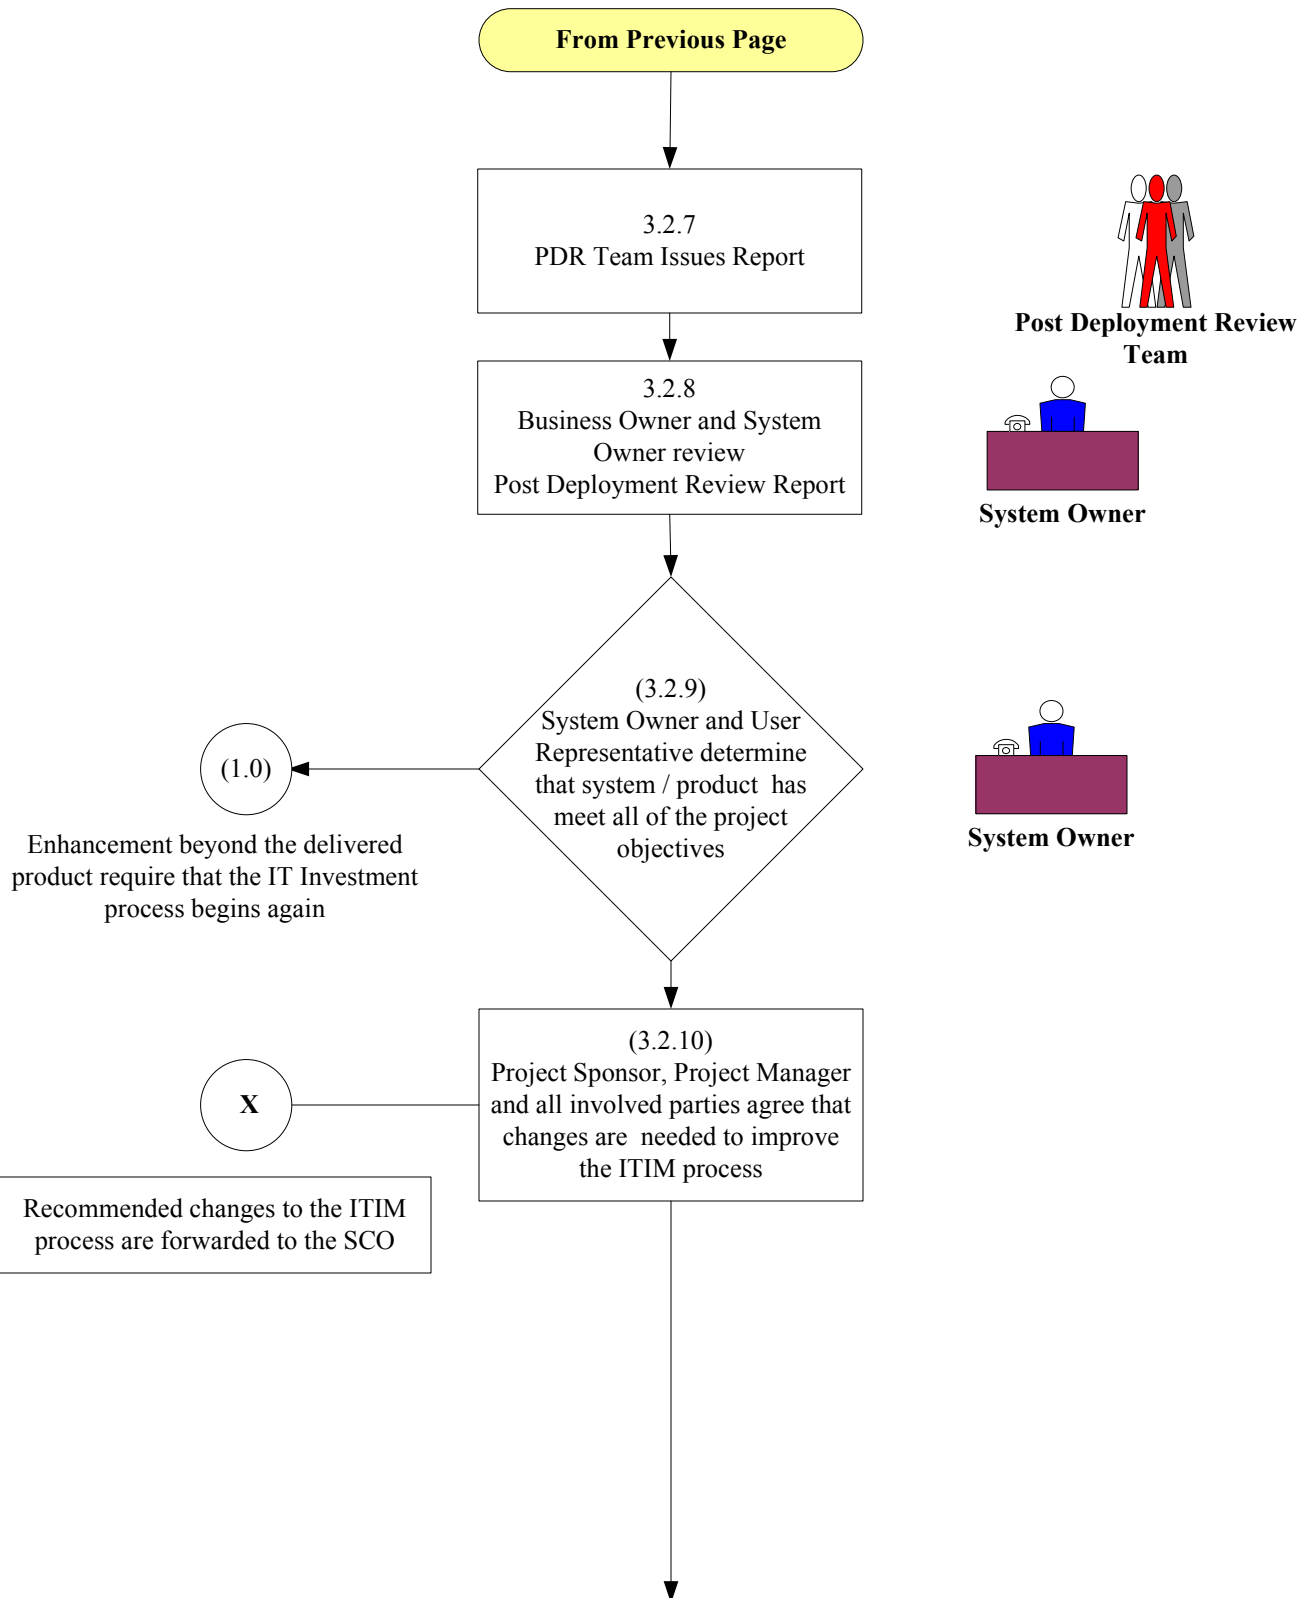 From Previous Page
3.2.7
PDR Team Issues Report
Post Deployment Review
Team
3.2.8
Business Owner and System
Owner review
Post Deployment Review Report
System Owner
(3.2.9)
System Owner and User
Representative determine
that system / product has
meet all of the project
objectives
(1.0)
Enhancement beyond the delivered
product require that the IT Investment
process begins again
System Owner
(3.2.10)
Project Sponsor, Project Manager
and all involved parties agree that
changes are needed to improve
the ITIM process
X
Recommended changes to the ITIM
process are forwarded to the SCO